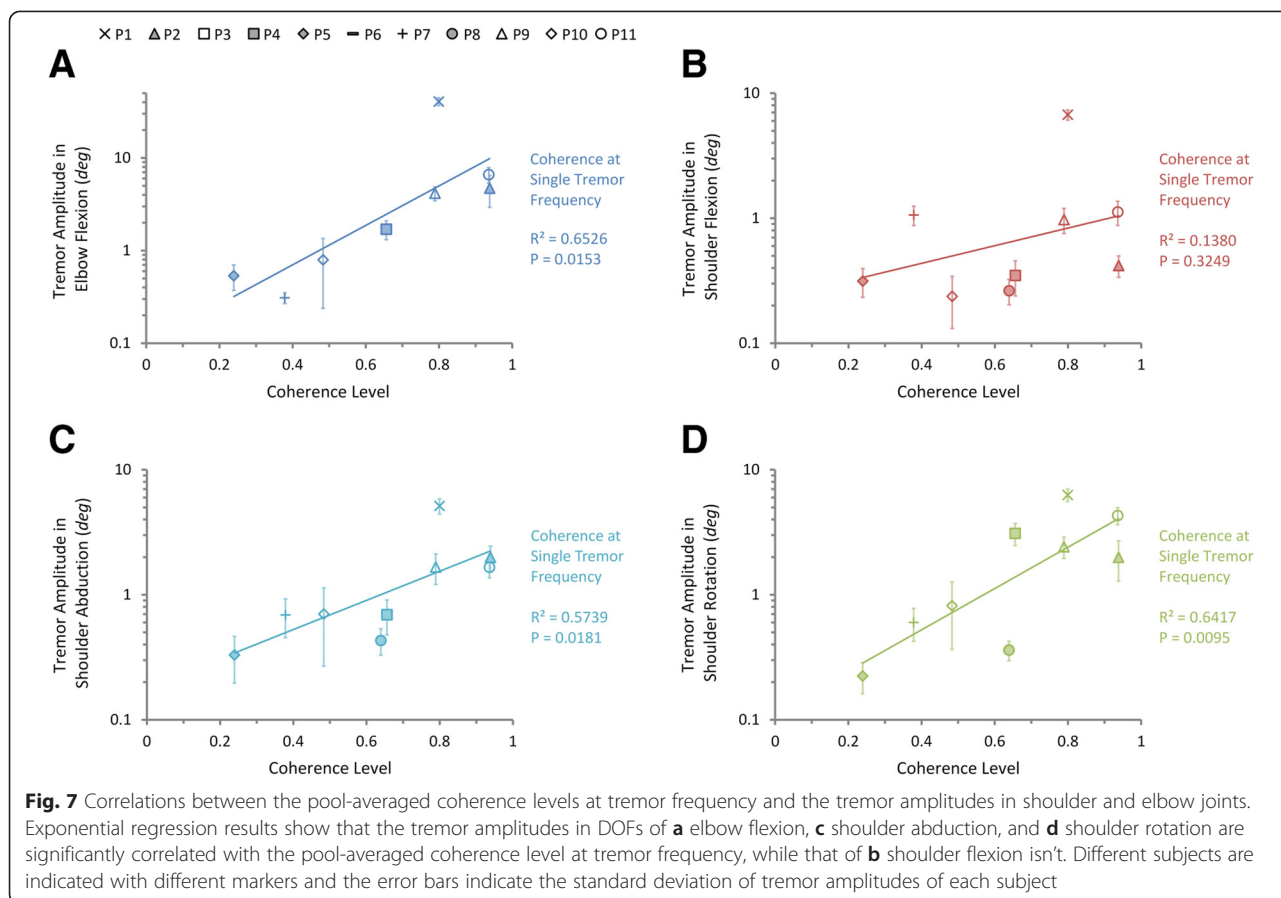 P1 P2 P3 P4 P5 P6 P7 P8 P9 P10 P11
A
Tremor Amplitude in
Elbow Flexion (deg)
10
1
0.1
0 0.2 0.4 0.6 0.8 1
Coherence Level
Coherence at
Single Tremor
Frequency
R² = 0.6526
P = 0.0153
B
Tremor Amplitude in
Shoulder Flexion (deg)
10
1
0.1
0 0.2 0.4 0.6 0.8 1
Coherence Level
Coherence at
Single Tremor
Frequency
R² = 0.1380
P = 0.3249
C
Tremor Amplitude in
Shoulder Abduction (deg)
10
1
0.1
0 0.2 0.4 0.6 0.8 1
Coherence Level
Coherence at
Single Tremor
Frequency
R² = 0.5739
P = 0.0181
D
Tremor Amplitude in
Shoulder Rotation (deg)
10
1
0.1
0 0.2 0.4 0.6 0.8 1
Coherence Level
Coherence at
Single Tremor
Frequency
R² = 0.6417
P = 0.0095
Fig. 7 Correlations between the pool-averaged coherence levels at tremor frequency and the tremor amplitudes in shoulder and elbow joints.
Exponential regression results show that the tremor amplitudes in DOFs of a elbow flexion, c shoulder abduction, and d shoulder rotation are
significantly correlated with the pool-averaged coherence level at tremor frequency, while that of b shoulder flexion isn't. Different subjects are
indicated with different markers and the error bars indicate the standard deviation of tremor amplitudes of each subject